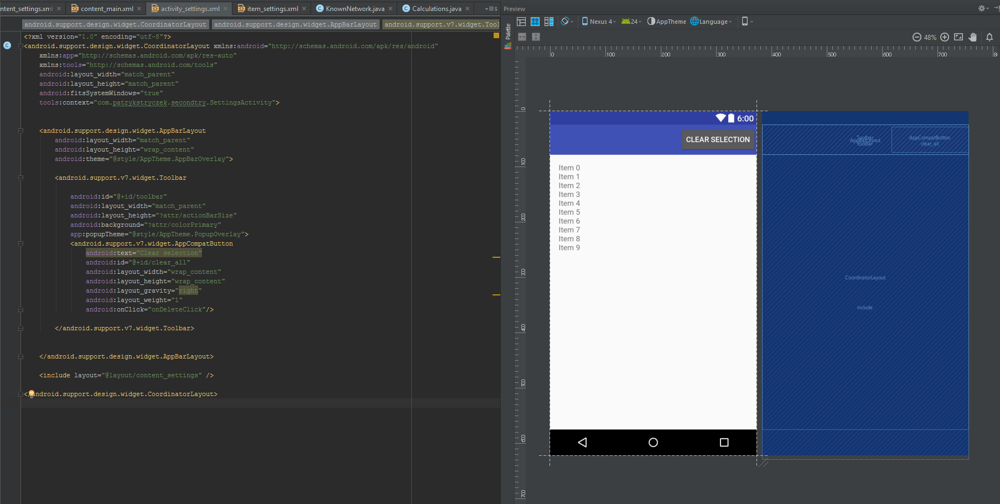 ntent_settings.xml content_main.xml activity_settings.xml item_settings.xml KnownNetwork.java Calculations.java
android.support.design.widget.CoordinatorLayout android.support.design.widget.AppBarLayout android.support.v7.widget.Tool
<?xml version="1.0" encoding="utf-8"?>
<android.support.design.widget.CoordinatorLayout xmlns:android="http://schemas.android.com/apk/res/android"
xmlns:app="http://schemas.android.com/apk/res-auto"
xmlns:tools="http://schemas.android.com/tools"
android:layout_width="match_parent"
android:layout_height="match_parent"
android:fitsSystemWindows="true"
tools:context="com.patrykstryczek.secondtry.SettingsActivity">
<android.support.design.widget.AppBarLayout
android:layout_width="match_parent"
android:layout_height="wrap_content"
android:theme="@style/AppTheme.AppBarOverlay">
<android.support.v7.widget.Toolbar
android:id="@+id/toolbar"
android:layout_width="match_parent"
android:layout_height="?attr/actionBarSize"
android:background="?attr/colorPrimary"
app:popupTheme="@style/AppTheme.PopupOverlay">
<android.support.v7.widget.AppCompatButton
android:text="Clear selection"
android:id="@+id/clear_all"
android:layout_width="wrap_content"
android:layout_height="wrap_content"
android:layout_gravity="right"
android:layout_weight="1"
android:onClick="onDeleteClick"/>
</android.support.v7.widget.Toolbar>
</android.support.design.widget.AppBarLayout>
<include layout="@layout/content_settings" />
</android.support.design.widget.CoordinatorLayout>
Preview
Palette
Nexus 4 24 AppTheme Language
48%
0 100 200 300 400 500 600 700 8
0
100
200
300
400
500
600
700
6:00
CLEAR SELECTION
Item 0
Item 1
Item 2
Item 3
Item 4
Item 5
Item 6
Item 7
Item 8
Item 9
Toolbar
AppBarLayout
toolbar
AppCompatButton
clear_all
CoordinatorLayout
include